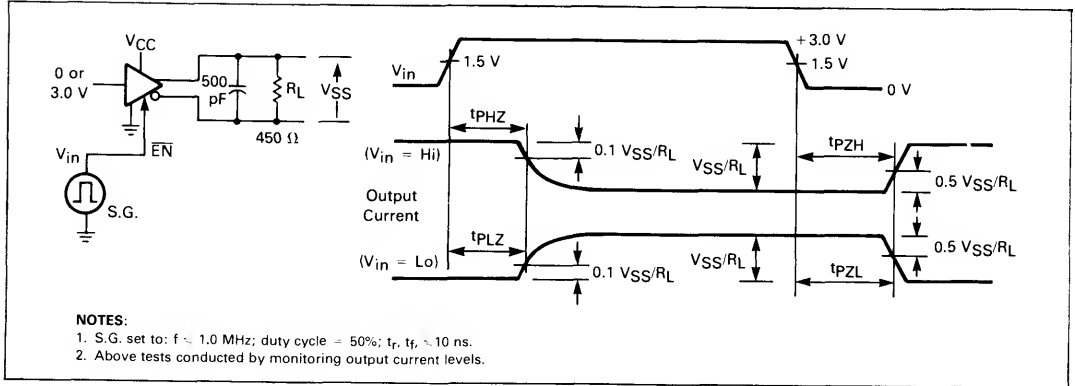 VCC
0 or
3.0 V
500
pF
RL
VSS
450 Ω
EN
Vin
S.G.
Vin
1.5 V
+3.0 V
1.5 V
0 V
tPHZ
tPZH
(Vin = Hi)
0.1 VSS/RL
VSS/RL
0.5 VSS/RL
Output
Current
tPLZ
(Vin = Lo)
0.1 VSS/RL
VSS/RL
0.5 VSS/RL
tPZL
NOTES:
1. S.G. set to: f 1.0 MHz; duty cycle = 50%; tr, tf, 10 ns.
2. Above tests conducted by monitoring output current levels.